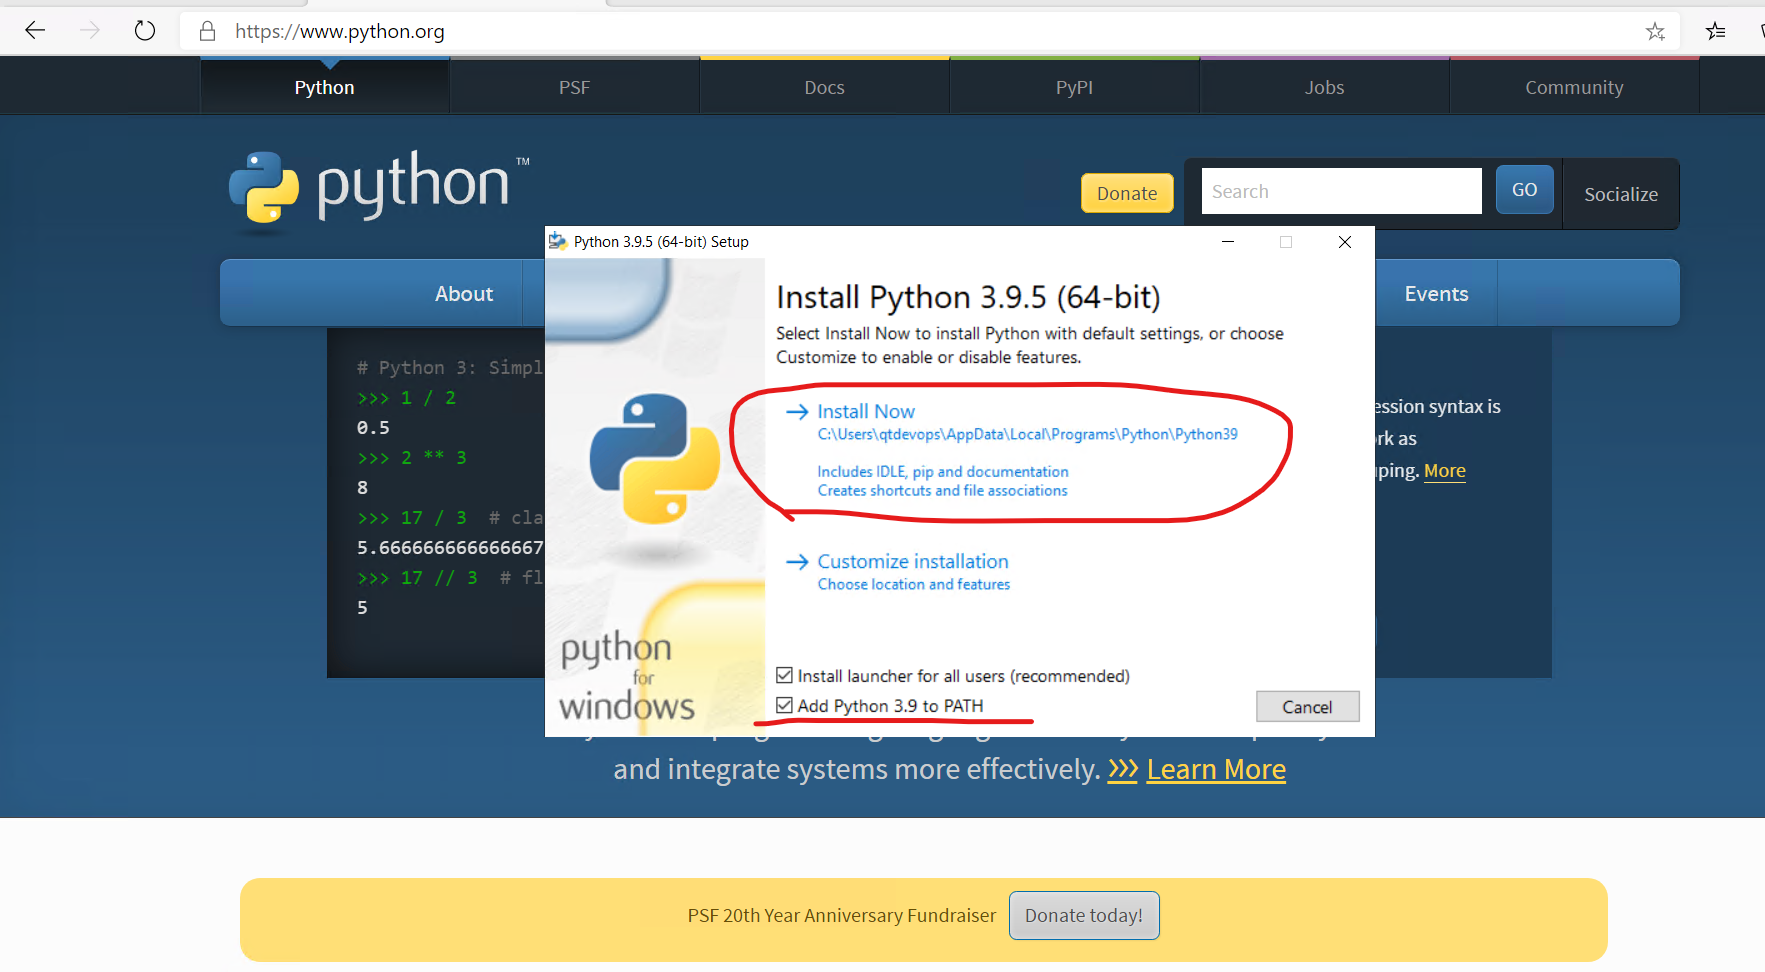 https://www.python.org
Python PSF Docs PyPI Jobs Community
python™
Donate Search GO Socialize
Python 3.9.5 (64-bit) Setup
About Events
Install Python 3.9.5 (64-bit)
Select Install Now to install Python with default settings, or choose
Customize to enable or disable features.
# Python 3: Simpl
>>> 1 / 2
0.5
>>> 2 ** 3
8
>>> 17 / 3 # cla
5.666666666666667
>>> 17 // 3 # fl
5
Install Now
C:\Users\qtdevops\AppData\Local\Programs\Python\Python39
Includes IDLE, pip and documentation
Creates shortcuts and file associations
Customize installation
Choose location and features
ession syntax is
rk as
ping. More
python
for
windows
Install launcher for all users (recommended)
Add Python 3.9 to PATH
Cancel
and integrate systems more effectively. >>> Learn More
PSF 20th Year Anniversary Fundraiser Donate today!